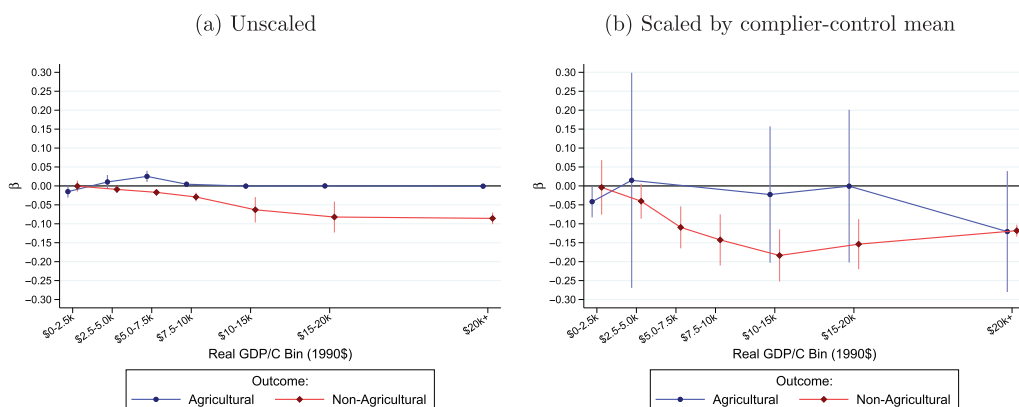 (a) Unscaled
0.30
0.25
0.20
0.15
0.10
0.05
0.00
−0.05
−0.10
−0.15
−0.20
−0.25
−0.30
β
$0-2.5k
$2.5-5.0k
$5.0-7.5k
$7.5-10k
$10-15k
$15-20k
$20k+
Real GDP/C Bin (1990$)
Outcome:
Agricultural Non-Agricultural
(b) Scaled by complier-control mean
0.30
0.25
0.20
0.15
0.10
0.05
0.00
−0.05
−0.10
−0.15
−0.20
−0.25
−0.30
β
$0-2.5k
$2.5-5.0k
$5.0-7.5k
$7.5-10k
$10-15k
$15-20k
$20k+
Real GDP/C Bin (1990$)
Outcome:
Agricultural Non-Agricultural